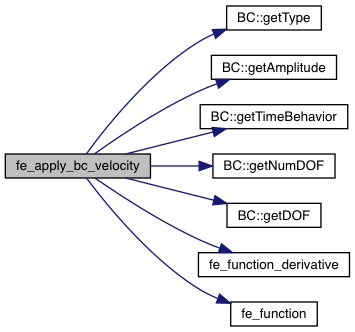 BC::getType
BC::getAmplitude
BC::getTimeBehavior
fe_apply_bc_velocity
BC::getNumDOF
BC::getDOF
fe_function_derivative
fe_function